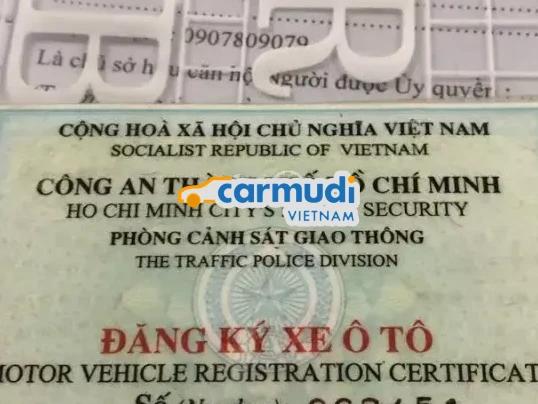 0907809079
Là chủ sở hữu căn hộ Người được Ủy quyền :
CỘNG HOÀ XÃ HỘI CHỦ NGHĨA VIỆT NAM
SOCIALIST REPUBLIC OF VIETNAM
CÔNG AN CHÍ MINH
carmudi
VIETNAM
HO CHI MINH CITY'S SECURITY
PHÒNG CẢNH SÁT GIAO THÔNG
THE TRAFFIC POLICE DIVISION
ĐĂNG KÝ XE Ô TÔ
MOTOR VEHICLE REGISTRATION CERTIFICAT
Số